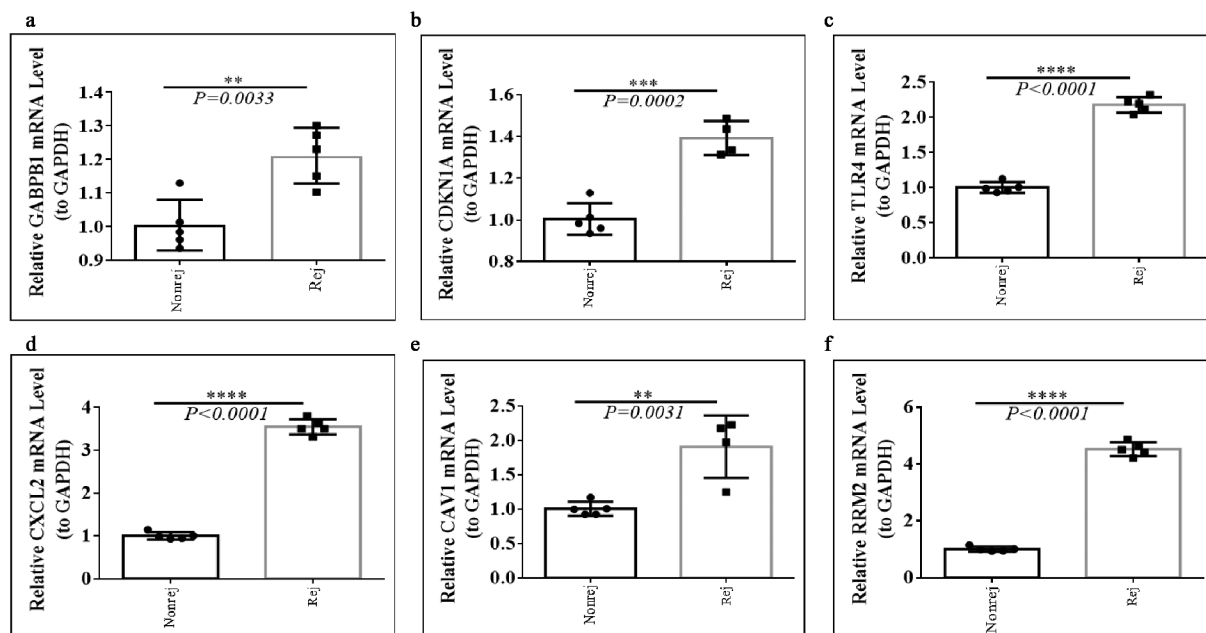 a
Relative GABPB1 mRNA Level
(to GAPDH)
**
P=0.0033
1.4
1.3
1.2
1.1
1.0
0.9
Nonrej
Rej
b
Relative CDKN1A mRNA Level
(to GAPDH)
***
P=0.0002
1.6
1.4
1.2
1.0
0.8
Nonrej
Rej
c
Relative TLR4 mRNA Level
(to GAPDH)
****
P<0.0001
2.5
2.0
1.5
1.0
0.5
0.0
Nonrej
Rej
d
Relative CXCL2 mRNA Level
(to GAPDH)
****
P<0.0001
4
3
2
1
0
Nonrej
Rej
e
Relative CAV1 mRNA Level
(to GAPDH)
**
P=0.0031
2.5
2.0
1.5
1.0
0.5
0.0
Nonrej
Rej
f
Relative RRM2 mRNA Level
(to GAPDH)
****
P<0.0001
6
4
2
0
Nonrej
Rej